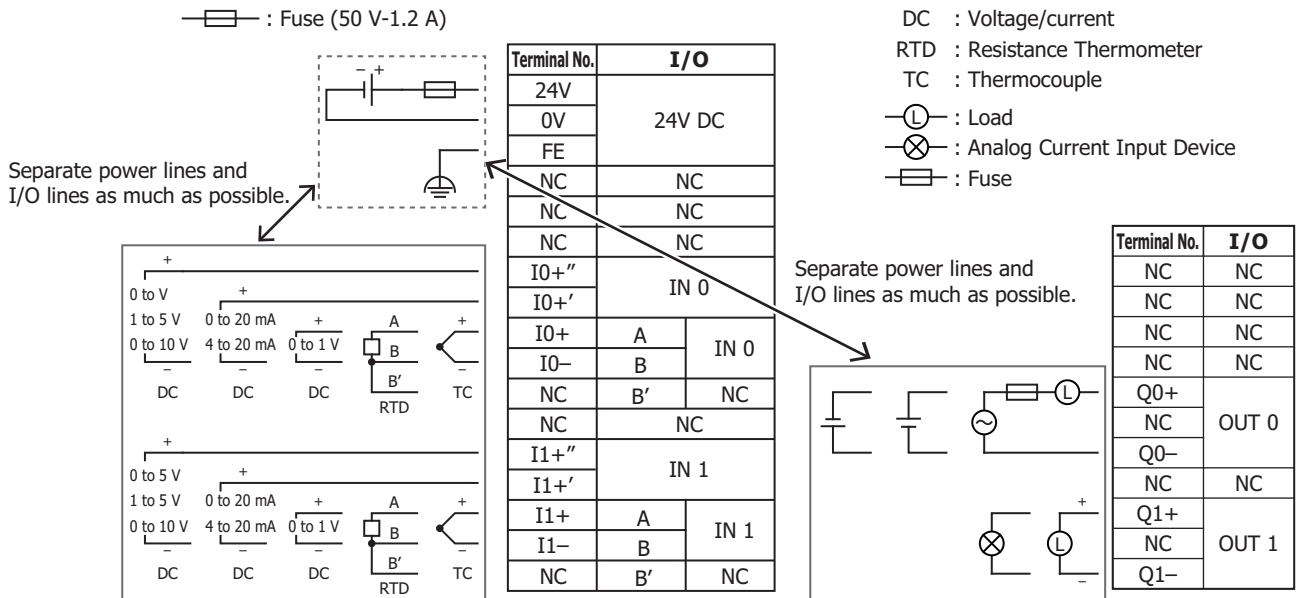 : Fuse (50 V-1.2 A)
DC : Voltage/current
RTD : Resistance Thermometer
TC : Thermocouple
L : Load
: Analog Current Input Device
: Fuse
– +
Separate power lines and
I/O lines as much as possible.
Terminal No. I/O
24V 24V DC
0V
FE
NC NC
NC NC
NC NC
I0+″ IN 0
I0+′
I0+ A IN 0
I0– B
NC B′ NC
NC NC
I1+″ IN 1
I1+′
I1+ A IN 1
I1– B
NC B′ NC
+
0 to V +
1 to 5 V 0 to 20 mA + A +
0 to 10 V 4 to 20 mA 0 to 1 V B
– – – B′ –
DC DC DC RTD TC
+
0 to 5 V +
1 to 5 V 0 to 20 mA + A +
0 to 10 V 4 to 20 mA 0 to 1 V B
– – – B′ –
DC DC DC RTD TC
Separate power lines and
I/O lines as much as possible.
L
+
L
–
Terminal No. I/O
NC NC
NC NC
NC NC
NC NC
Q0+ OUT 0
NC
Q0–
NC NC
Q1+ OUT 1
NC
Q1–